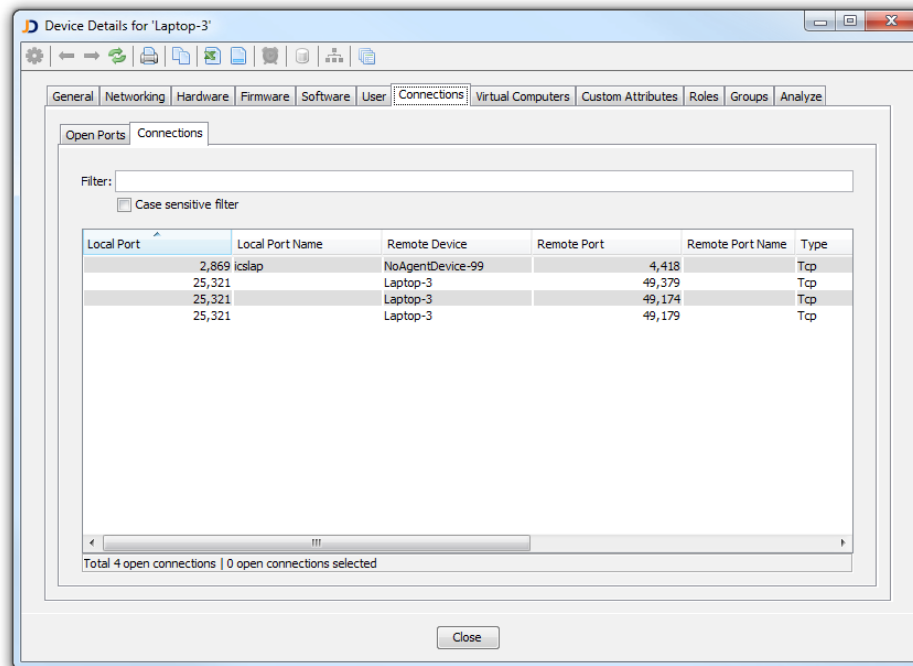 Device Details for 'Laptop-3'
General Networking Hardware Firmware Software User Connections Virtual Computers Custom Attributes Roles Groups Analyze
Open Ports Connections
Filter:
Case sensitive filter
Local Port Local Port Name Remote Device Remote Port Remote Port Name Type
2,869 icslap NoAgentDevice-99 4,418 Tcp
25,321 Laptop-3 49,379 Tcp
25,321 Laptop-3 49,174 Tcp
25,321 Laptop-3 49,179 Tcp
Total 4 open connections | 0 open connections selected
Close